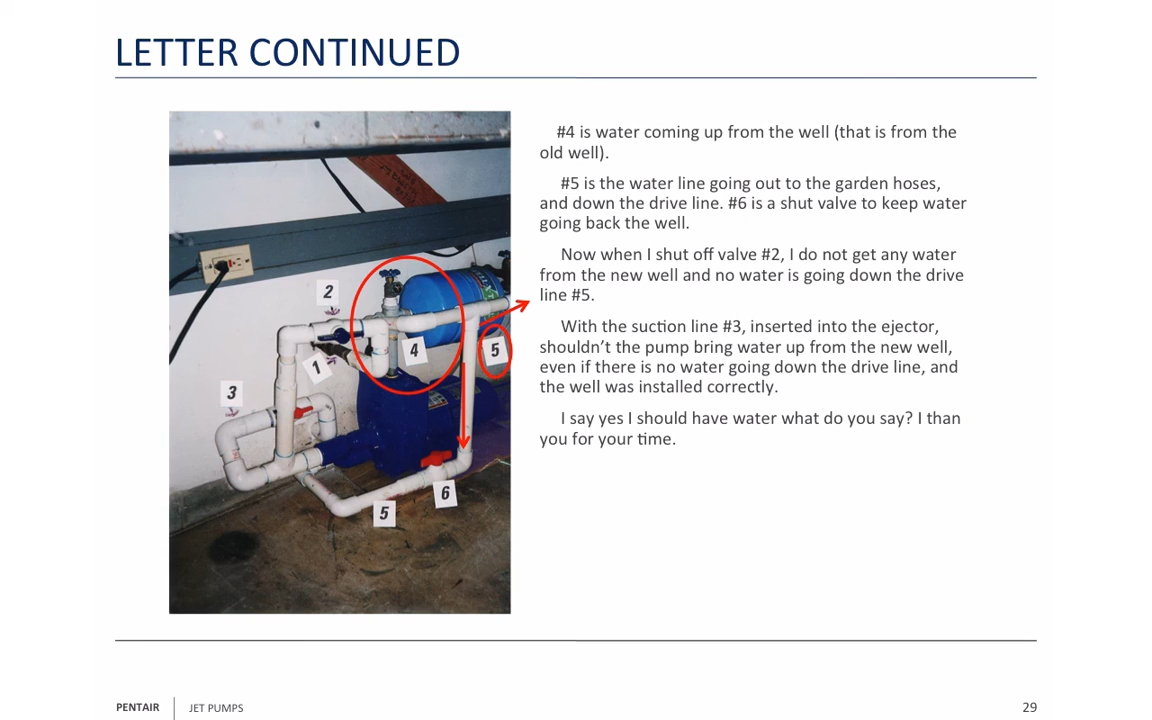 LETTER CONTINUED
#4 is water coming up from the well (that is from the
old well).
#5 is the water line going out to the garden hoses,
and down the drive line. #6 is a shut valve to keep water
going back the well.
Now when I shut off valve #2, I do not get any water
from the new well and no water is going down the drive
line #5.
With the suction line #3, inserted into the ejector,
shouldn’t the pump bring water up from the new well,
even if there is no water going down the drive line, and
the well was installed correctly.
I say yes I should have water what do you say? I than
you for your time.
2
1
4
5
3
6
5
PENTAIR
JET PUMPS
29